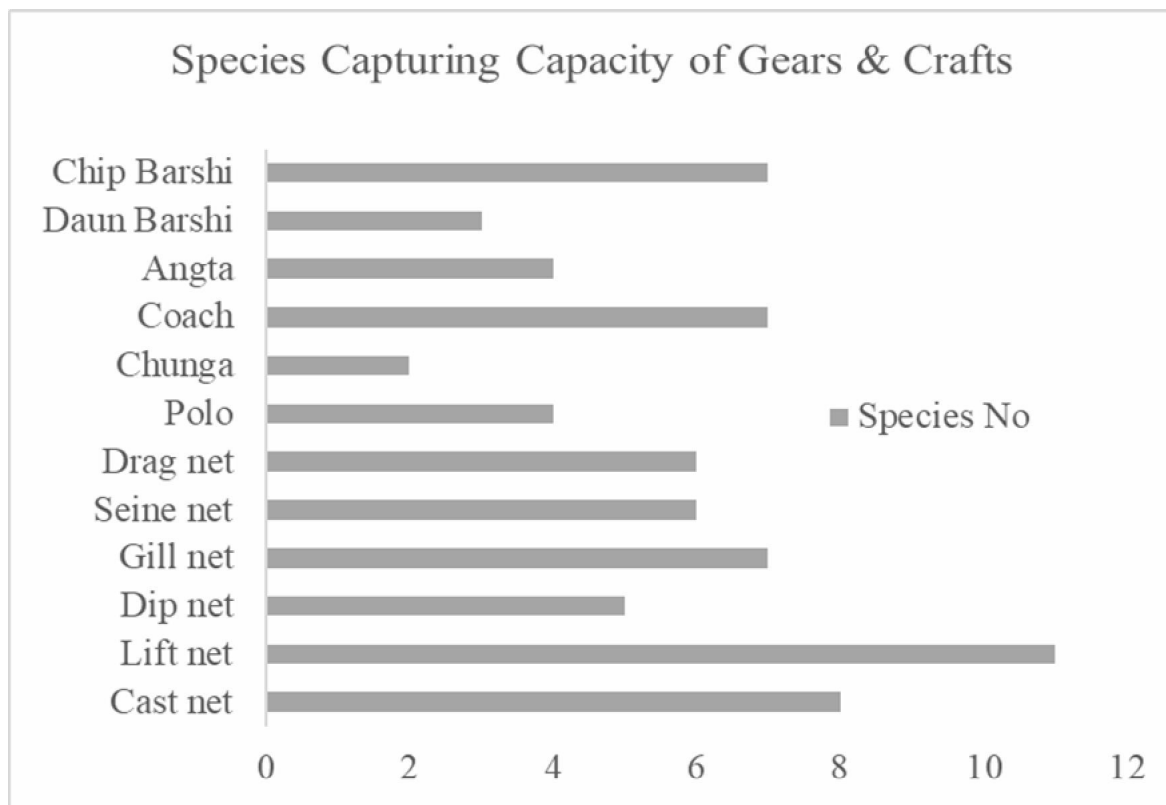 Species Capturing Capacity of Gears & Crafts
Chip Barshi
Daun Barshi
Angta
Coach
Chunga
Polo
Species No
Drag net
Seine net
Gill net
Dip net
Lift net
Cast net
0 2 4 6 8 10 12